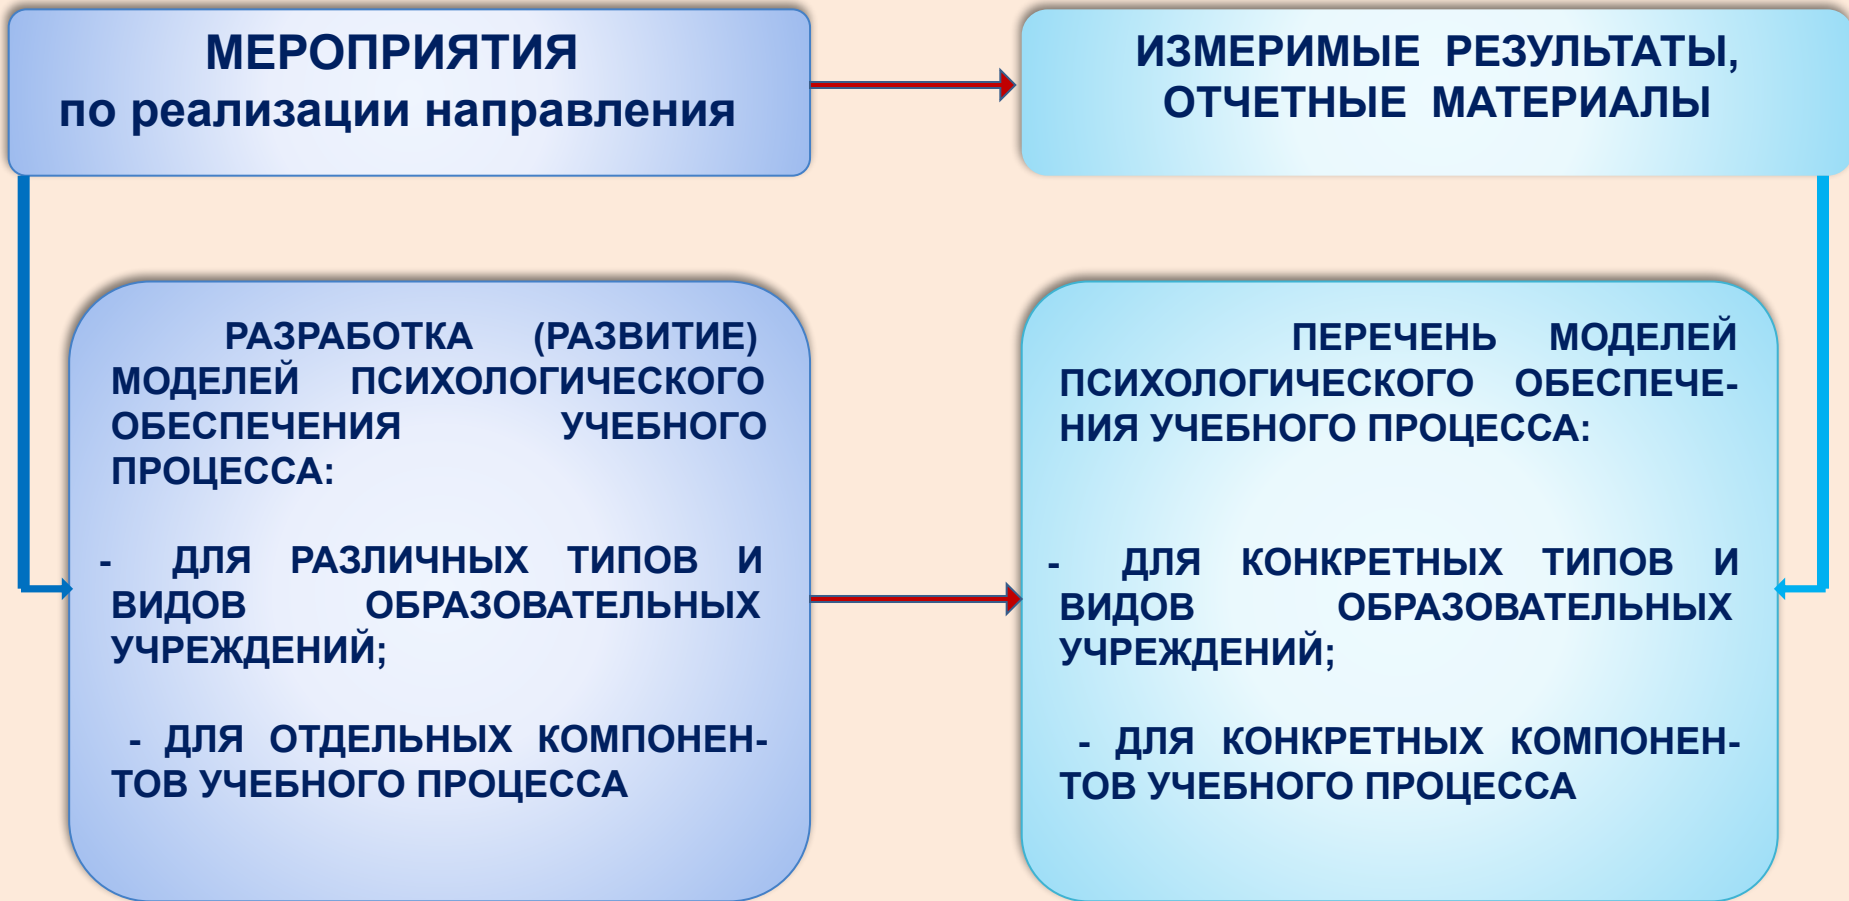 МЕРОПРИЯТИЯ
по реализации направления
ИЗМЕРИМЫЕ РЕЗУЛЬТАТЫ,
ОТЧЕТНЫЕ МАТЕРИАЛЫ
РАЗРАБОТКА (РАЗВИТИЕ)
МОДЕЛЕЙ ПСИХОЛОГИЧЕСКОГО
ОБЕСПЕЧЕНИЯ УЧЕБНОГО
ПРОЦЕССА:
- ДЛЯ РАЗЛИЧНЫХ ТИПОВ И
ВИДОВ ОБРАЗОВАТЕЛЬНЫХ
УЧРЕЖДЕНИЙ;
- ДЛЯ ОТДЕЛЬНЫХ КОМПОНЕН-
ТОВ УЧЕБНОГО ПРОЦЕССА
ПЕРЕЧЕНЬ МОДЕЛЕЙ
ПСИХОЛОГИЧЕСКОГО ОБЕСПЕЧЕ-
НИЯ УЧЕБНОГО ПРОЦЕССА:
- ДЛЯ КОНКРЕТНЫХ ТИПОВ И
ВИДОВ ОБРАЗОВАТЕЛЬНЫХ
УЧРЕЖДЕНИЙ;
- ДЛЯ КОНКРЕТНЫХ КОМПОНЕН-
ТОВ УЧЕБНОГО ПРОЦЕССА